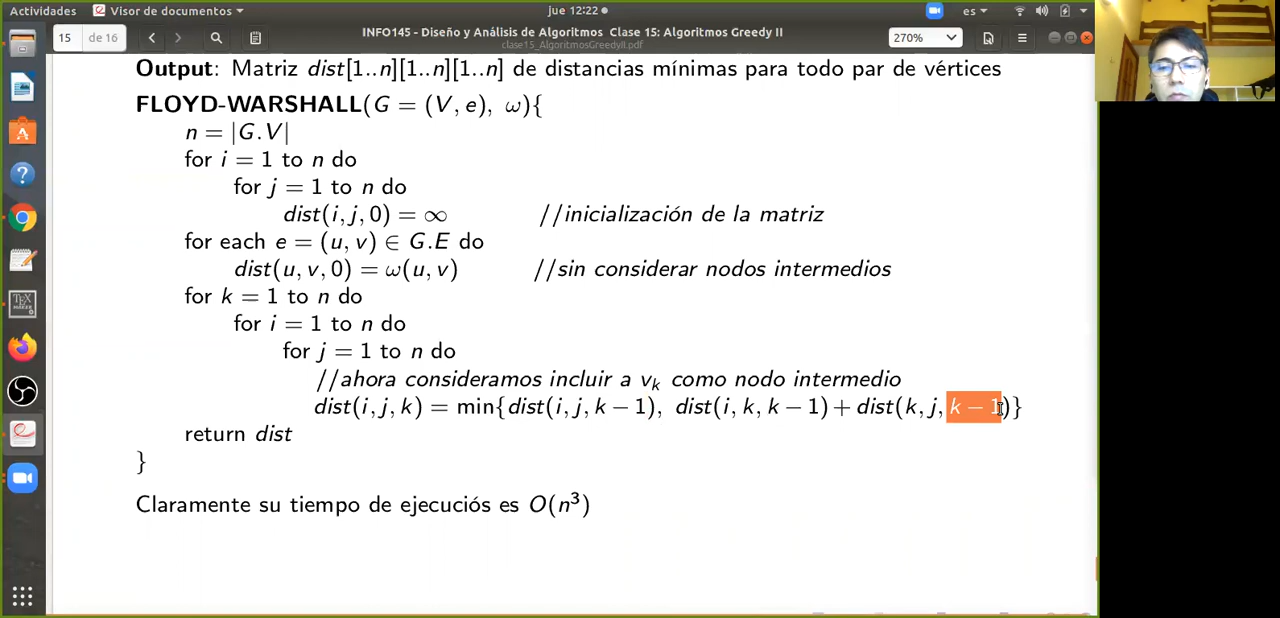 Actividades
Visor de documentos
jue 12:22
es
15
de 16
INFO145 - Diseño y Análisis de Algoritmos Clase 15: Algoritmos Greedy II
clase15_AlgoritmosGreedyII.pdf
270%
Output: Matriz dist[1..n][1..n][1..n] de distancias mínimas para todo par de vértices
FLOYD-WARSHALL(G = (V, e), ω){
n = |G.V|
for i = 1 to n do
for j = 1 to n do
dist(i, j, 0) = ∞ //inicialización de la matriz
for each e = (u, v) ∈ G.E do
dist(u, v, 0) = ω(u, v) //sin considerar nodos intermedios
for k = 1 to n do
for i = 1 to n do
for j = 1 to n do
//ahora consideramos incluir a vₖ como nodo intermedio
dist(i, j, k) = min{dist(i, j, k − 1), dist(i, k, k − 1) + dist(k, j, k − 1)}
return dist
}
Claramente su tiempo de ejecuciós es O(n³)